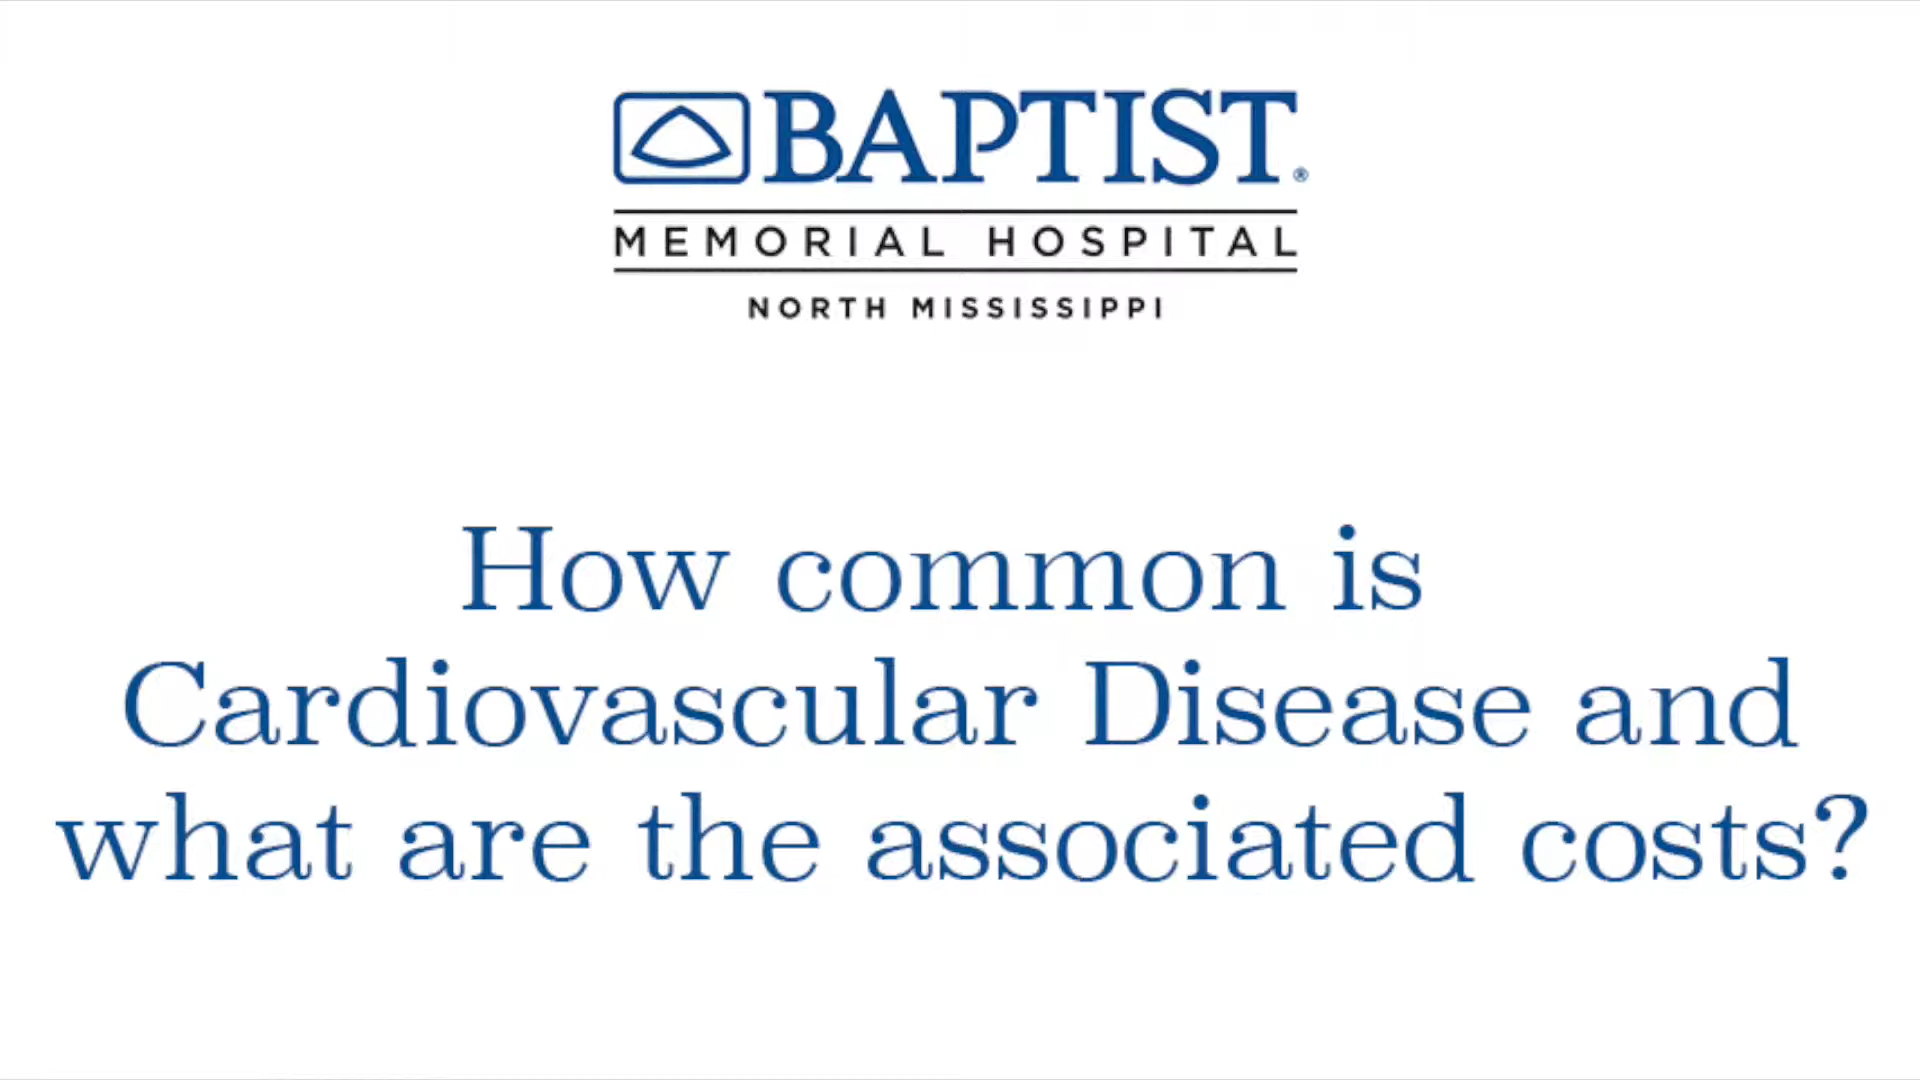 BAPTIST®
MEMORIAL HOSPITAL
NORTH MISSISSIPPI
How common is
Cardiovascular Disease and
what are the associated costs?